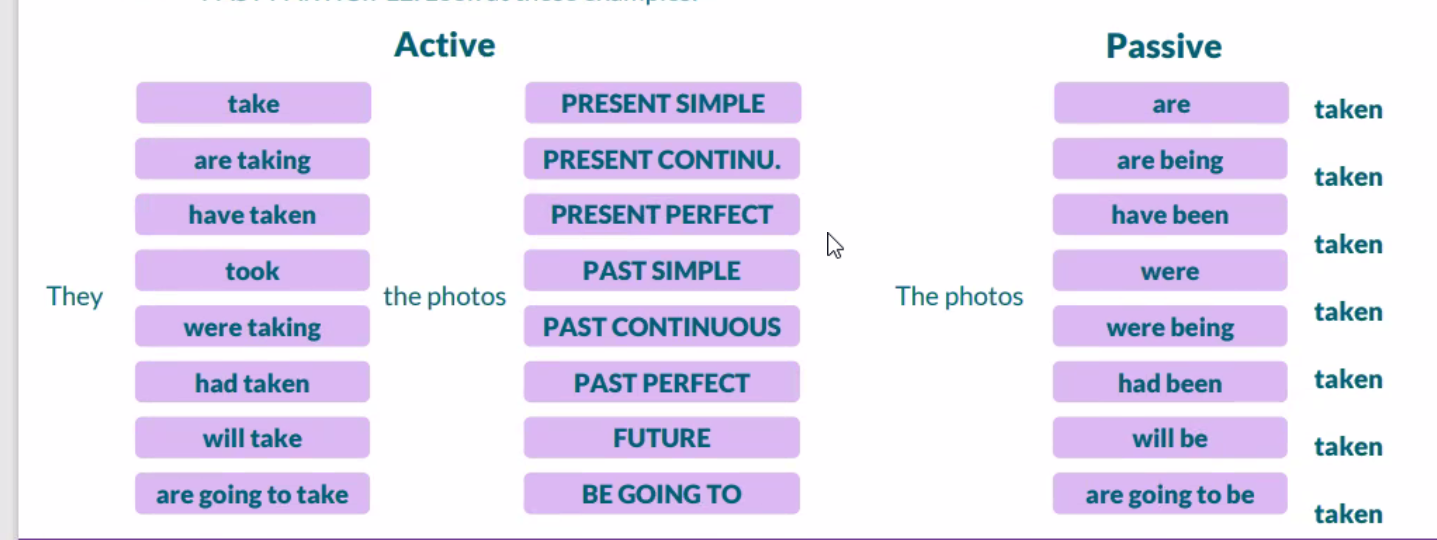 Active Passive
take PRESENT SIMPLE are taken
are taking PRESENT CONTINU. are being taken
have taken PRESENT PERFECT have been taken
took PAST SIMPLE were taken
They the photos The photos
were taking PAST CONTINUOUS were being taken
had taken PAST PERFECT had been taken
will take FUTURE will be taken
are going to take BE GOING TO are going to be taken